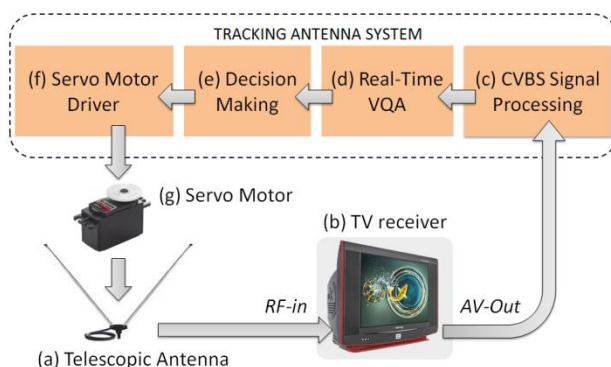 TRACKING ANTENNA SYSTEM
(f) Servo Motor
Driver
(e) Decision
Making
(d) Real-Time
VQA
(c) CVBS Signal
Processing
(g) Servo Motor
(b) TV receiver
RF-in
AV-Out
(a) Telescopic Antenna